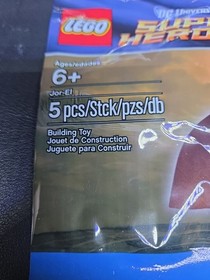 LEGO
DC Universe
SUPER
HERO
Ages/edades
6+
Jor-El
5 pcs/Stck/pzs/db
Building Toy
Jouet de Construction
Juguete para Construir